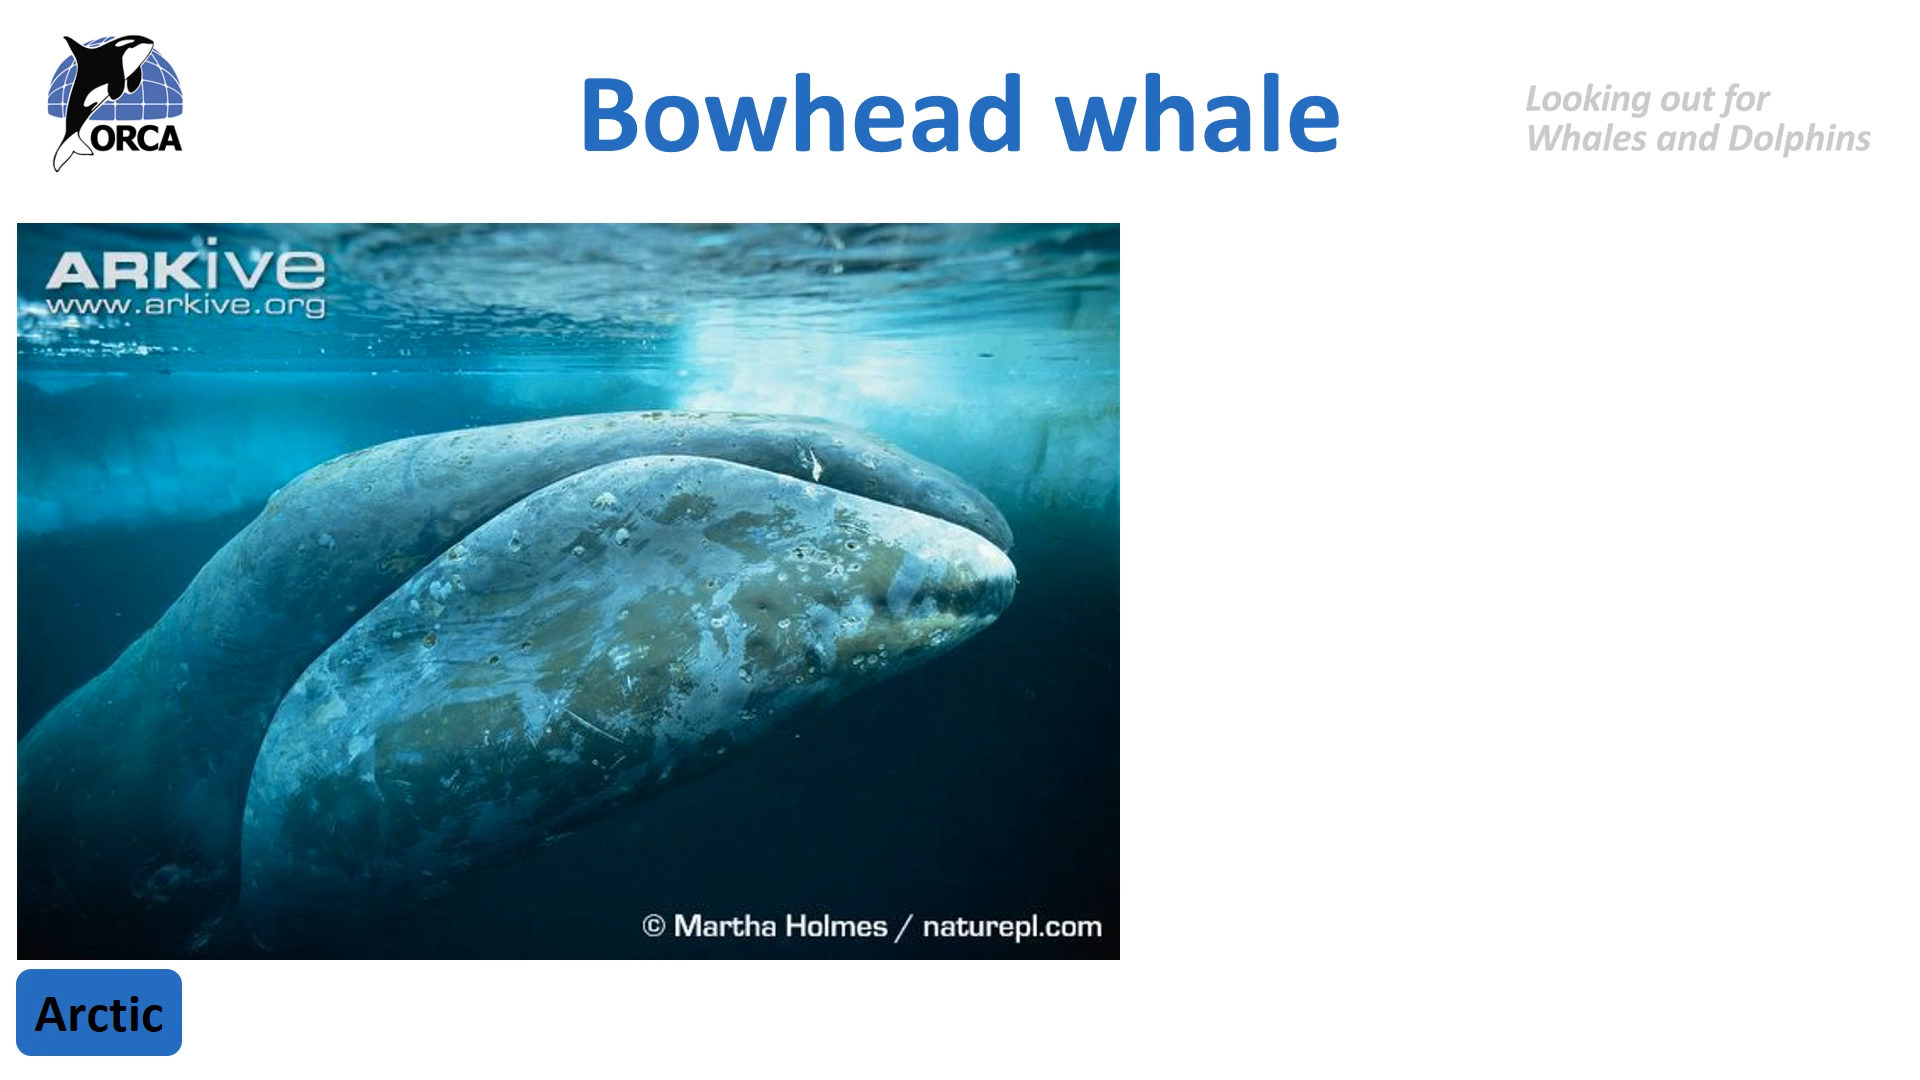 ORCA
Bowhead whale
Looking out for
Whales and Dolphins
ARKive
www.arkive.org
© Martha Holmes / naturepl.com
Arctic